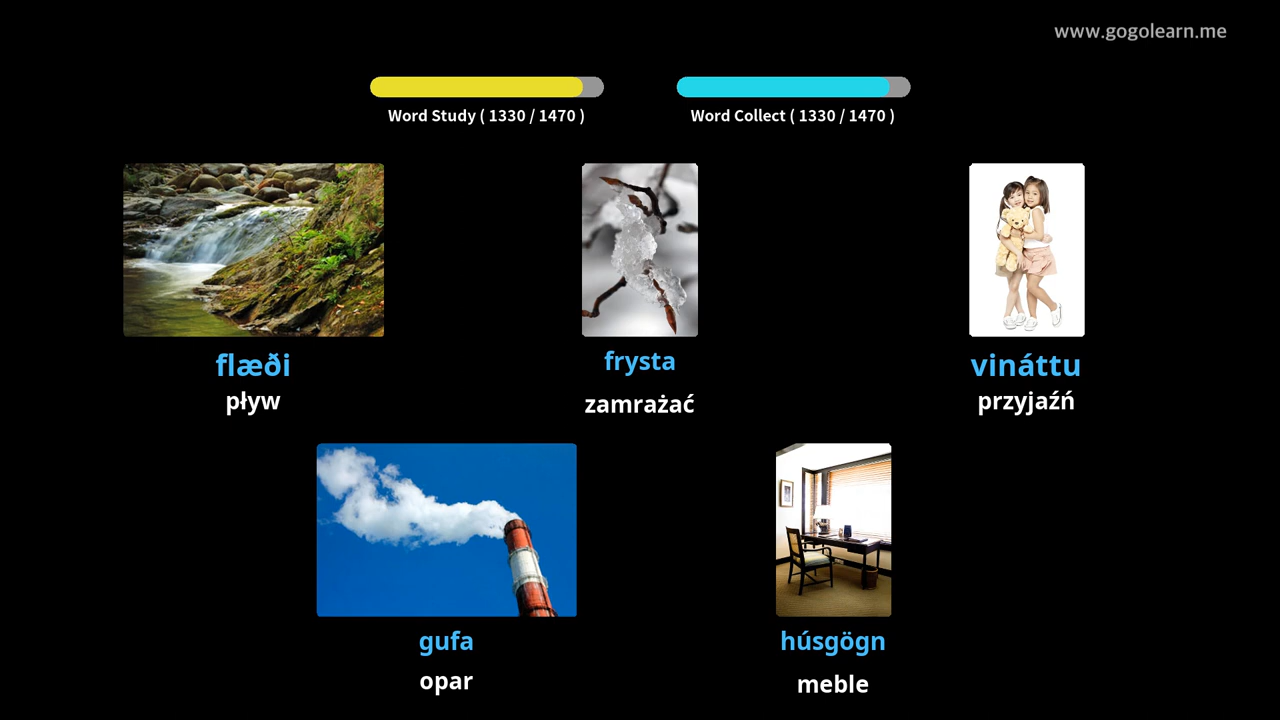 www.gogolearn.me
Word Study ( 1330 / 1470 )
Word Collect ( 1330 / 1470 )
flæði
pływ
frysta
zamrażać
vináttu
przyjaźń
gufa
opar
húsgögn
meble